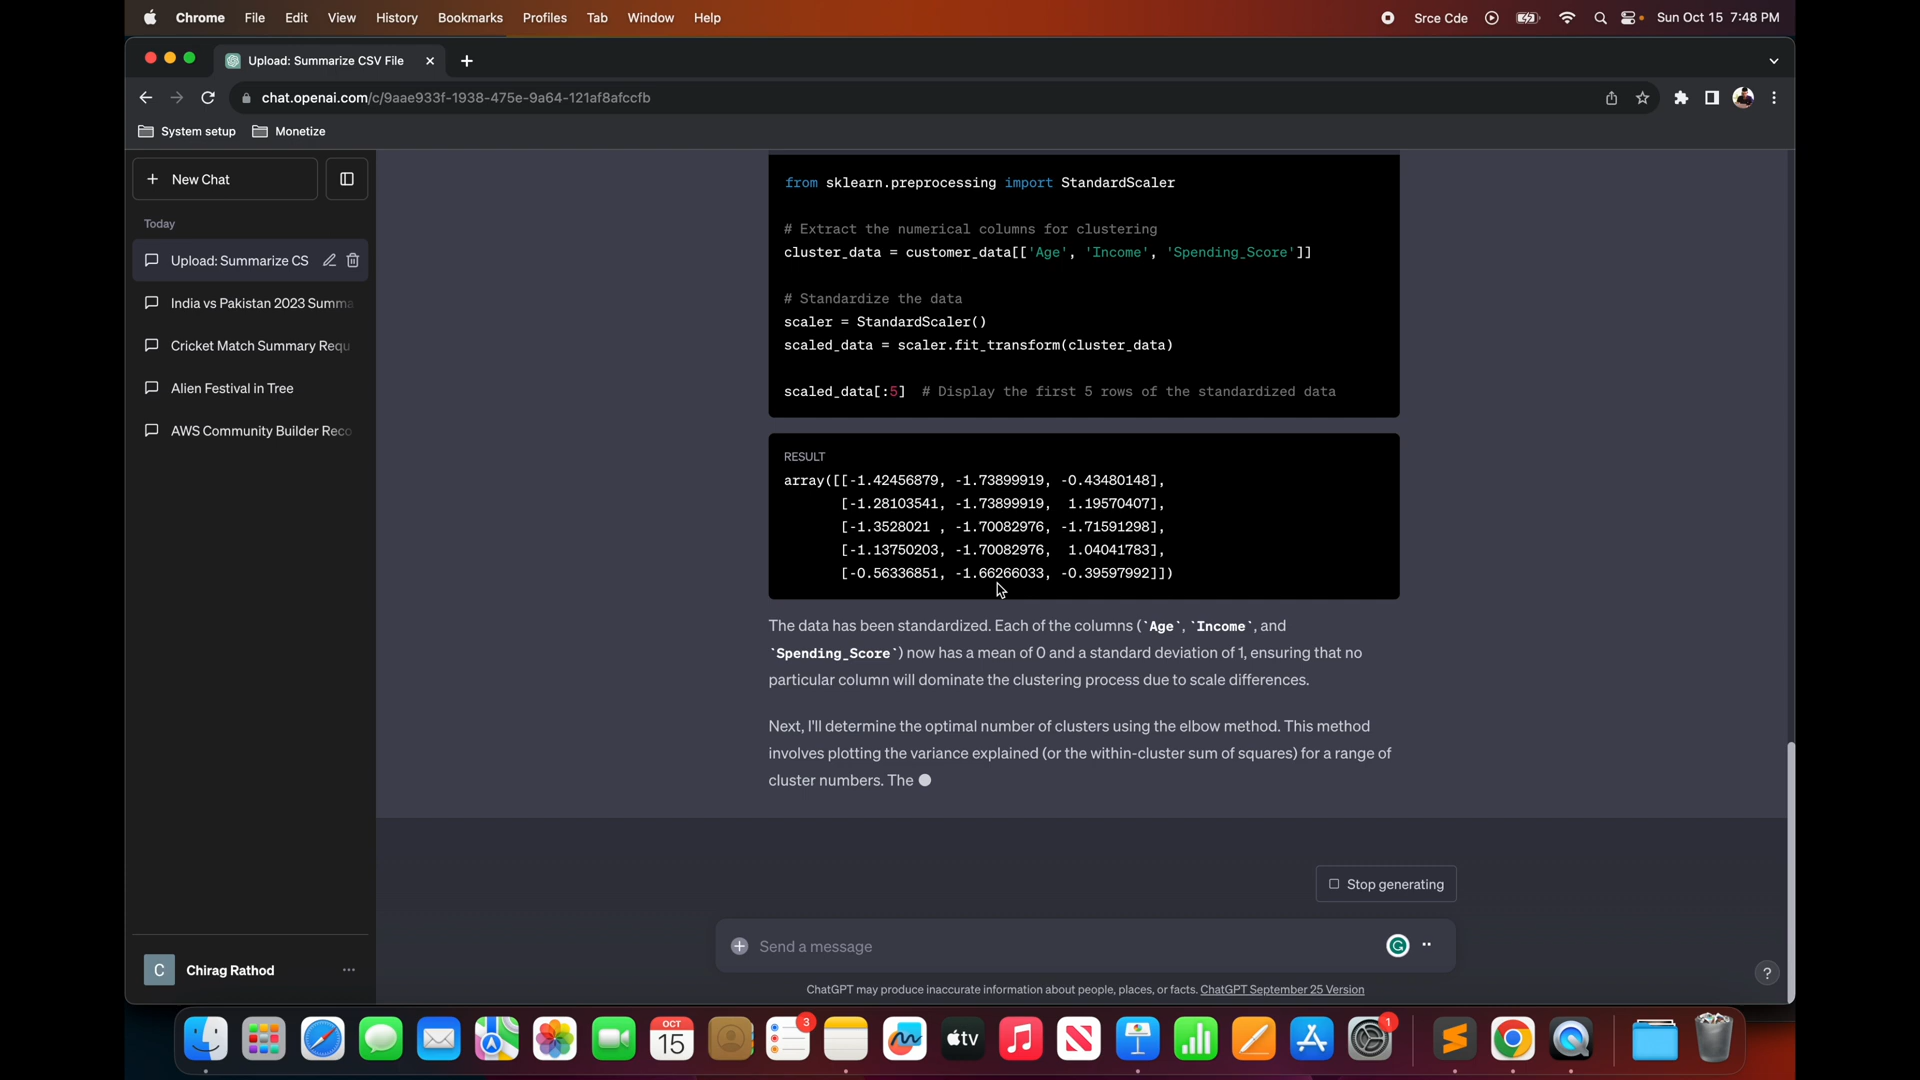 Chrome File Edit View History Bookmarks Profiles Tab Window Help Srce Cde Sun Oct 15 7:48 PM
Upload: Summarize CSV File
chat.openai.com/c/9aae933f-1938-475e-9a64-121af8afccfb
System setup Monetize
New Chat
Today
Upload: Summarize CS
India vs Pakistan 2023 Summa
Cricket Match Summary Requ
Alien Festival in Tree
AWS Community Builder Reco
C Chirag Rathod
from sklearn.preprocessing import StandardScaler
# Extract the numerical columns for clustering
cluster_data = customer_data[['Age', 'Income', 'Spending_Score']]
# Standardize the data
scaler = StandardScaler()
scaled_data = scaler.fit_transform(cluster_data)
scaled_data[:5] # Display the first 5 rows of the standardized data
RESULT
array([[-1.42456879, -1.73899919, -0.43480148],
[-1.28103541, -1.73899919, 1.19570407],
[-1.3528021 , -1.70082976, -1.71591298],
[-1.13750203, -1.70082976, 1.04041783],
[-0.56336851, -1.66266033, -0.39597992]])
The data has been standardized. Each of the columns (`Age`, `Income`, and
`Spending_Score`) now has a mean of 0 and a standard deviation of 1, ensuring that no
particular column will dominate the clustering process due to scale differences.
Next, I'll determine the optimal number of clusters using the elbow method. This method
involves plotting the variance explained (or the within-cluster sum of squares) for a range of
cluster numbers. The
Stop generating
Send a message
?
ChatGPT may produce inaccurate information about people, places, or facts. ChatGPT September 25 Version
OCT
15
3
tv
1